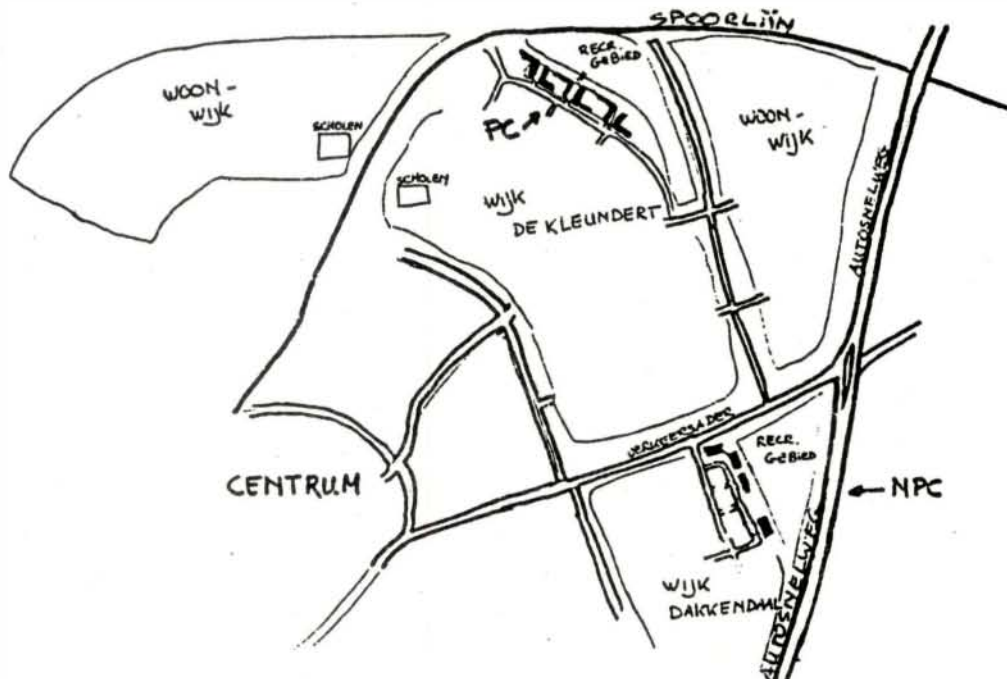 SPOORLIJN
RECR.
GEBIED
WOON-
WIJK
SCHOLEN
PC
WOON-
WIJK
SCHOLEN
WIJK
DE KLEUNDERT
AUTOSNELWEG
VERKEERSADER
RECR.
GEBIED
CENTRUM
NPC
WIJK
DAKKENDAAL
AUTOSNELWEG